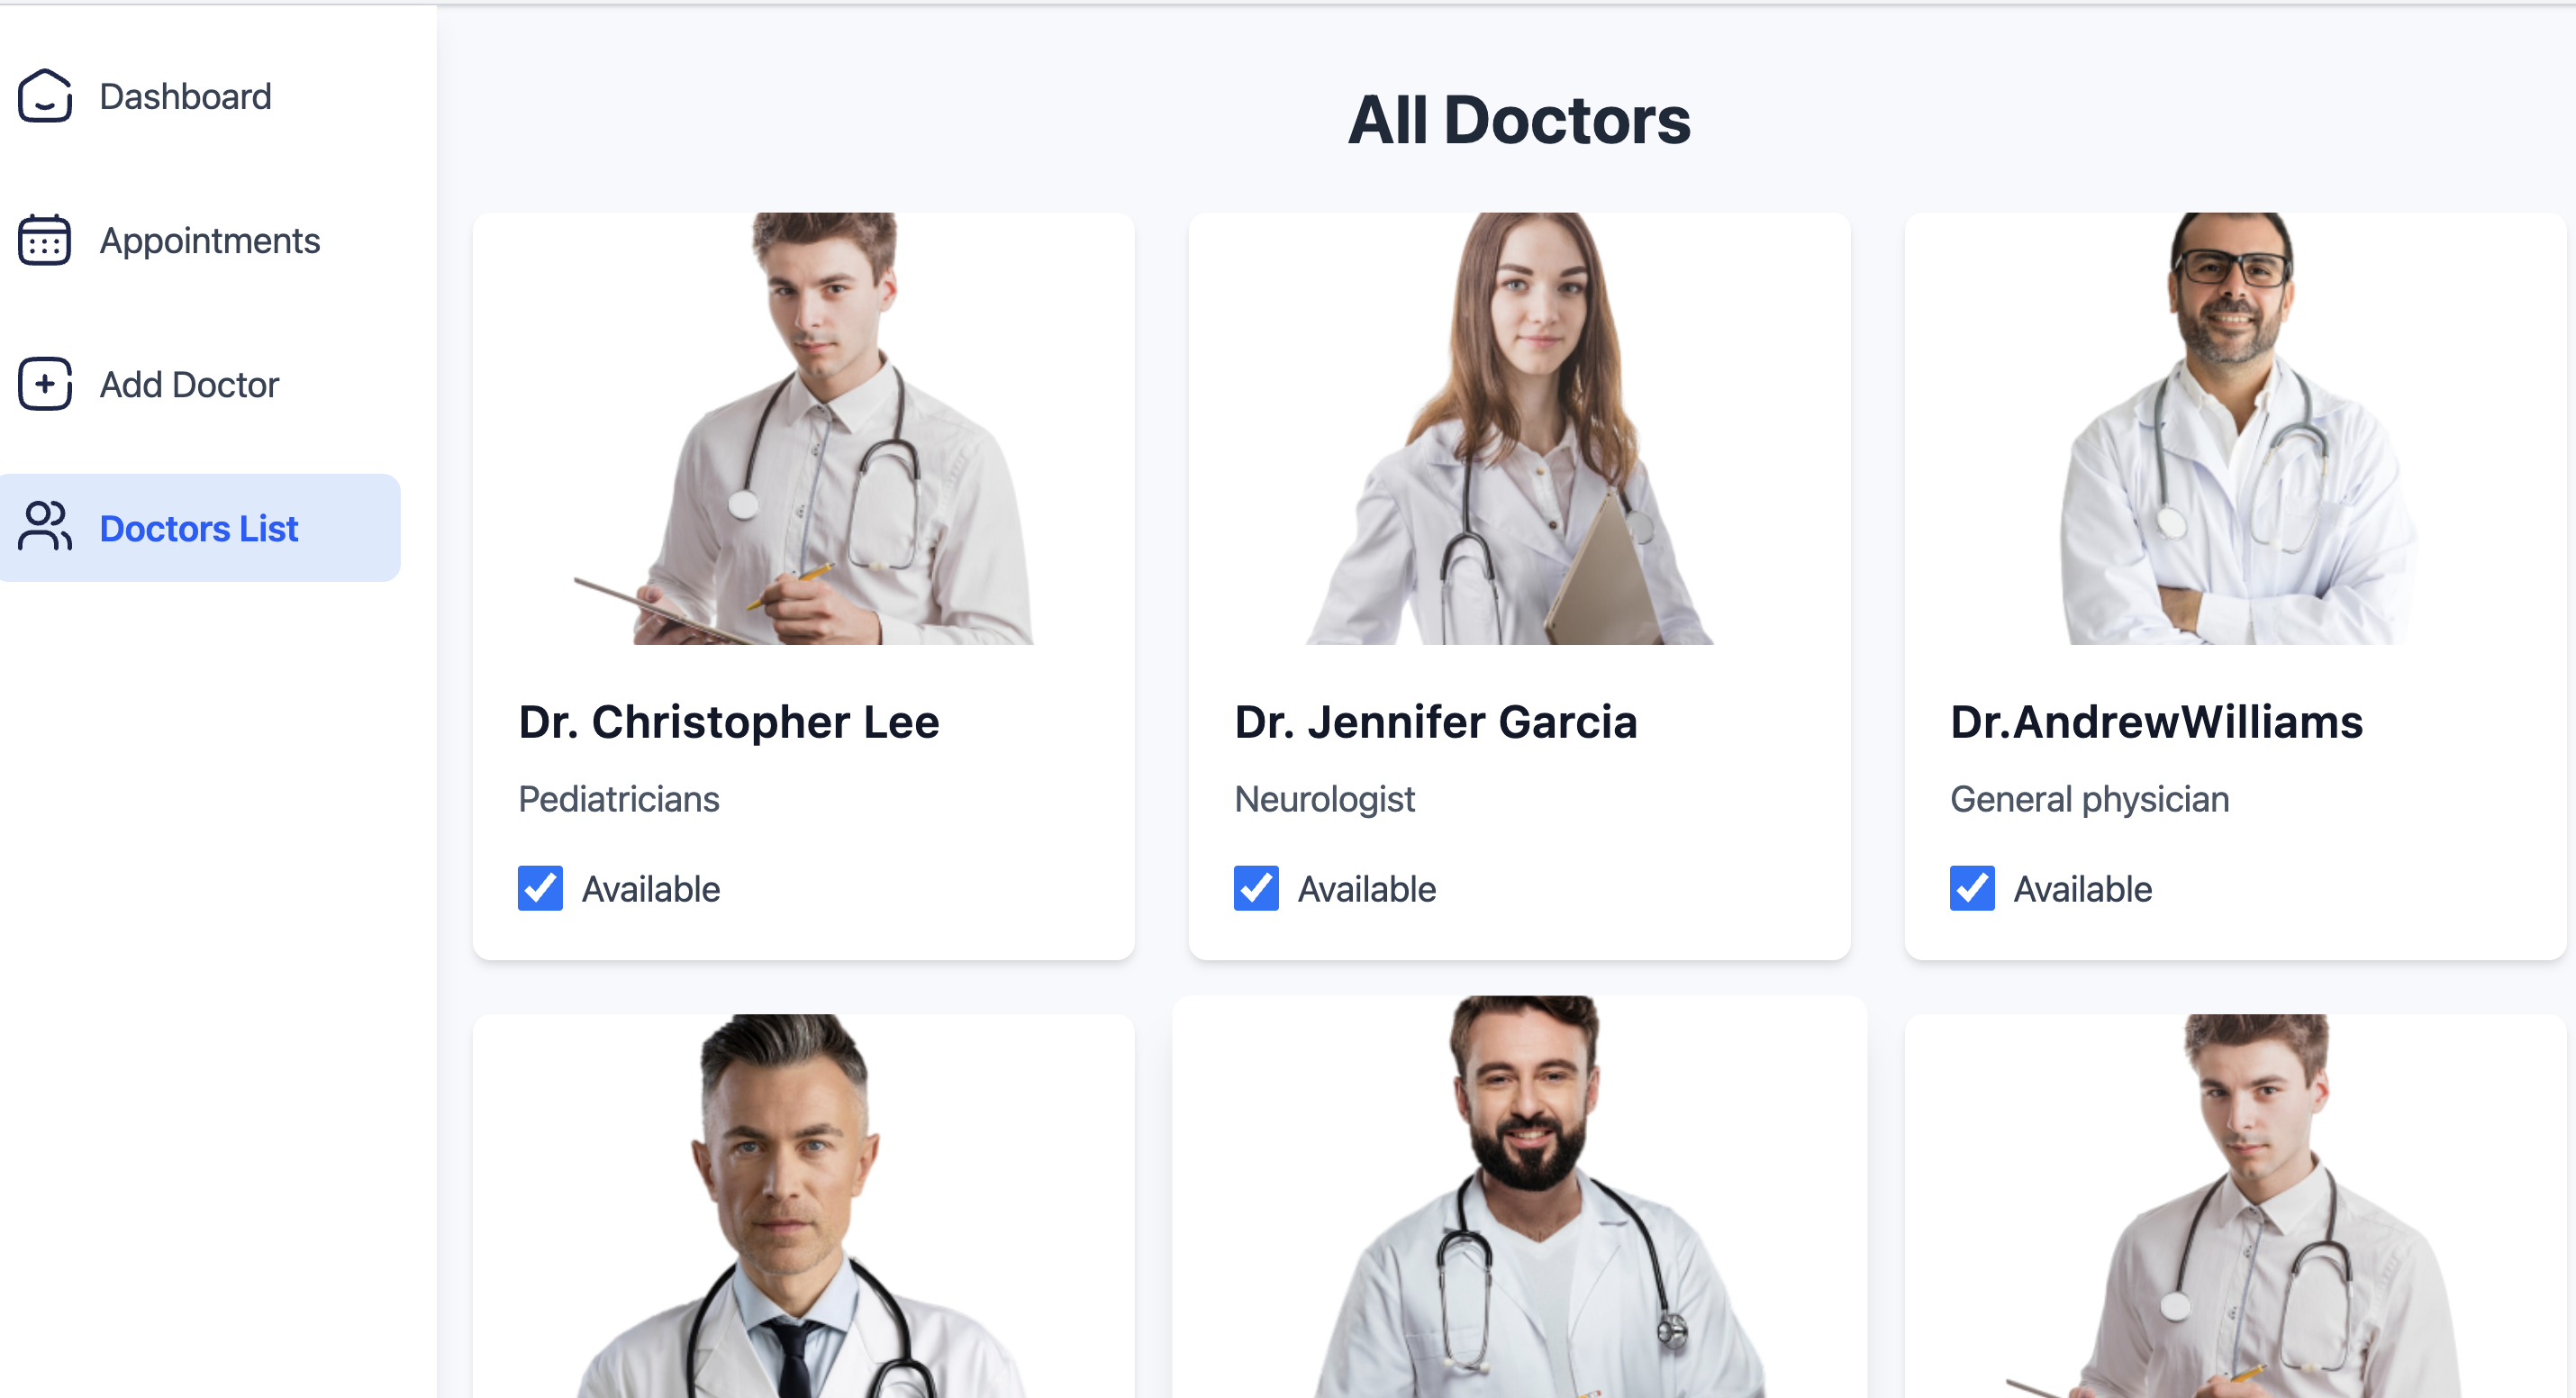 Dashboard
Appointments
Add Doctor
Doctors List
All Doctors
Dr. Christopher Lee
Pediatricians
Available
Dr. Jennifer Garcia
Neurologist
Available
Dr.AndrewWilliams
General physician
Available